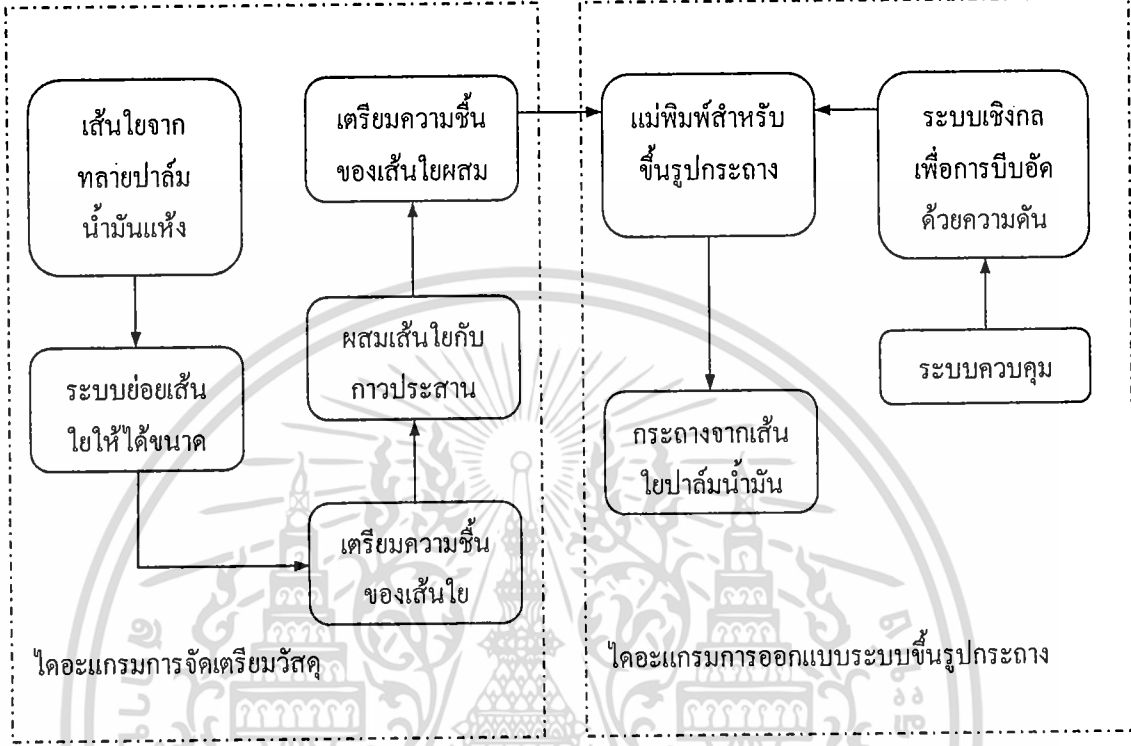 เส้นใยจาก
ทลายปาล์ม
น้ำมันแห้ง
ระบบย่อยเส้น
ใยให้ได้ขนาด
เตรียมความชื้น
ของเส้นใย
ผสมเส้นใยกับ
กาวประสาน
เตรียมความชื้น
ของเส้นใยผสม
ไดอะแกรมการจัดเตรียมวัสดุ
แม่พิมพ์สำหรับ
ขึ้นรูปกระถาง
ระบบเชิงกล
เพื่อการบีบอัด
ด้วยความดัน
ระบบควบคุม
กระถางจากเส้น
ใยปาล์มน้ำมัน
ไดอะแกรมการออกแบบระบบขึ้นรูปกระถาง